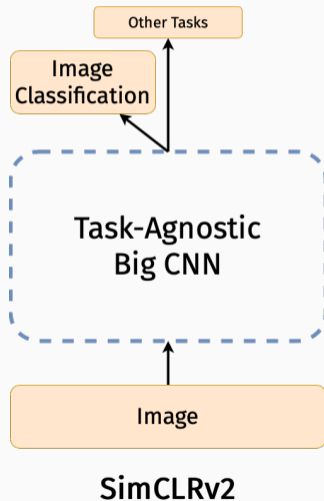 Other Tasks
Image
Classification
Task-Agnostic
Big CNN
Image
SimCLRv2